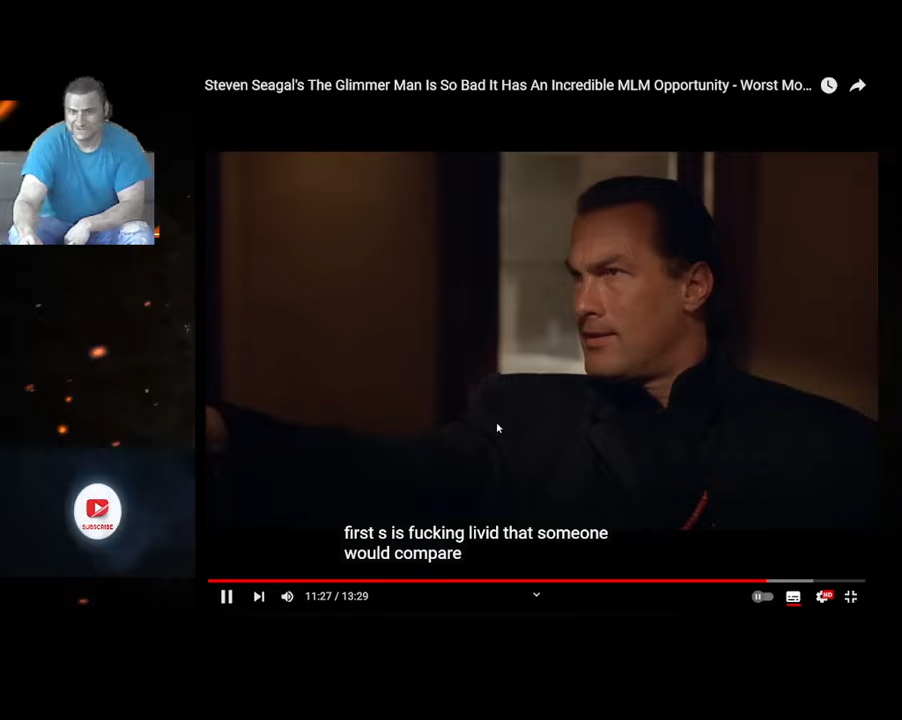 Steven Seagal's The Glimmer Man Is So Bad It Has An Incredible MLM Opportunity - Worst Mo...
first s is fucking livid that someone
would compare
SUBSCRIBE
11:27 / 13:29
HD